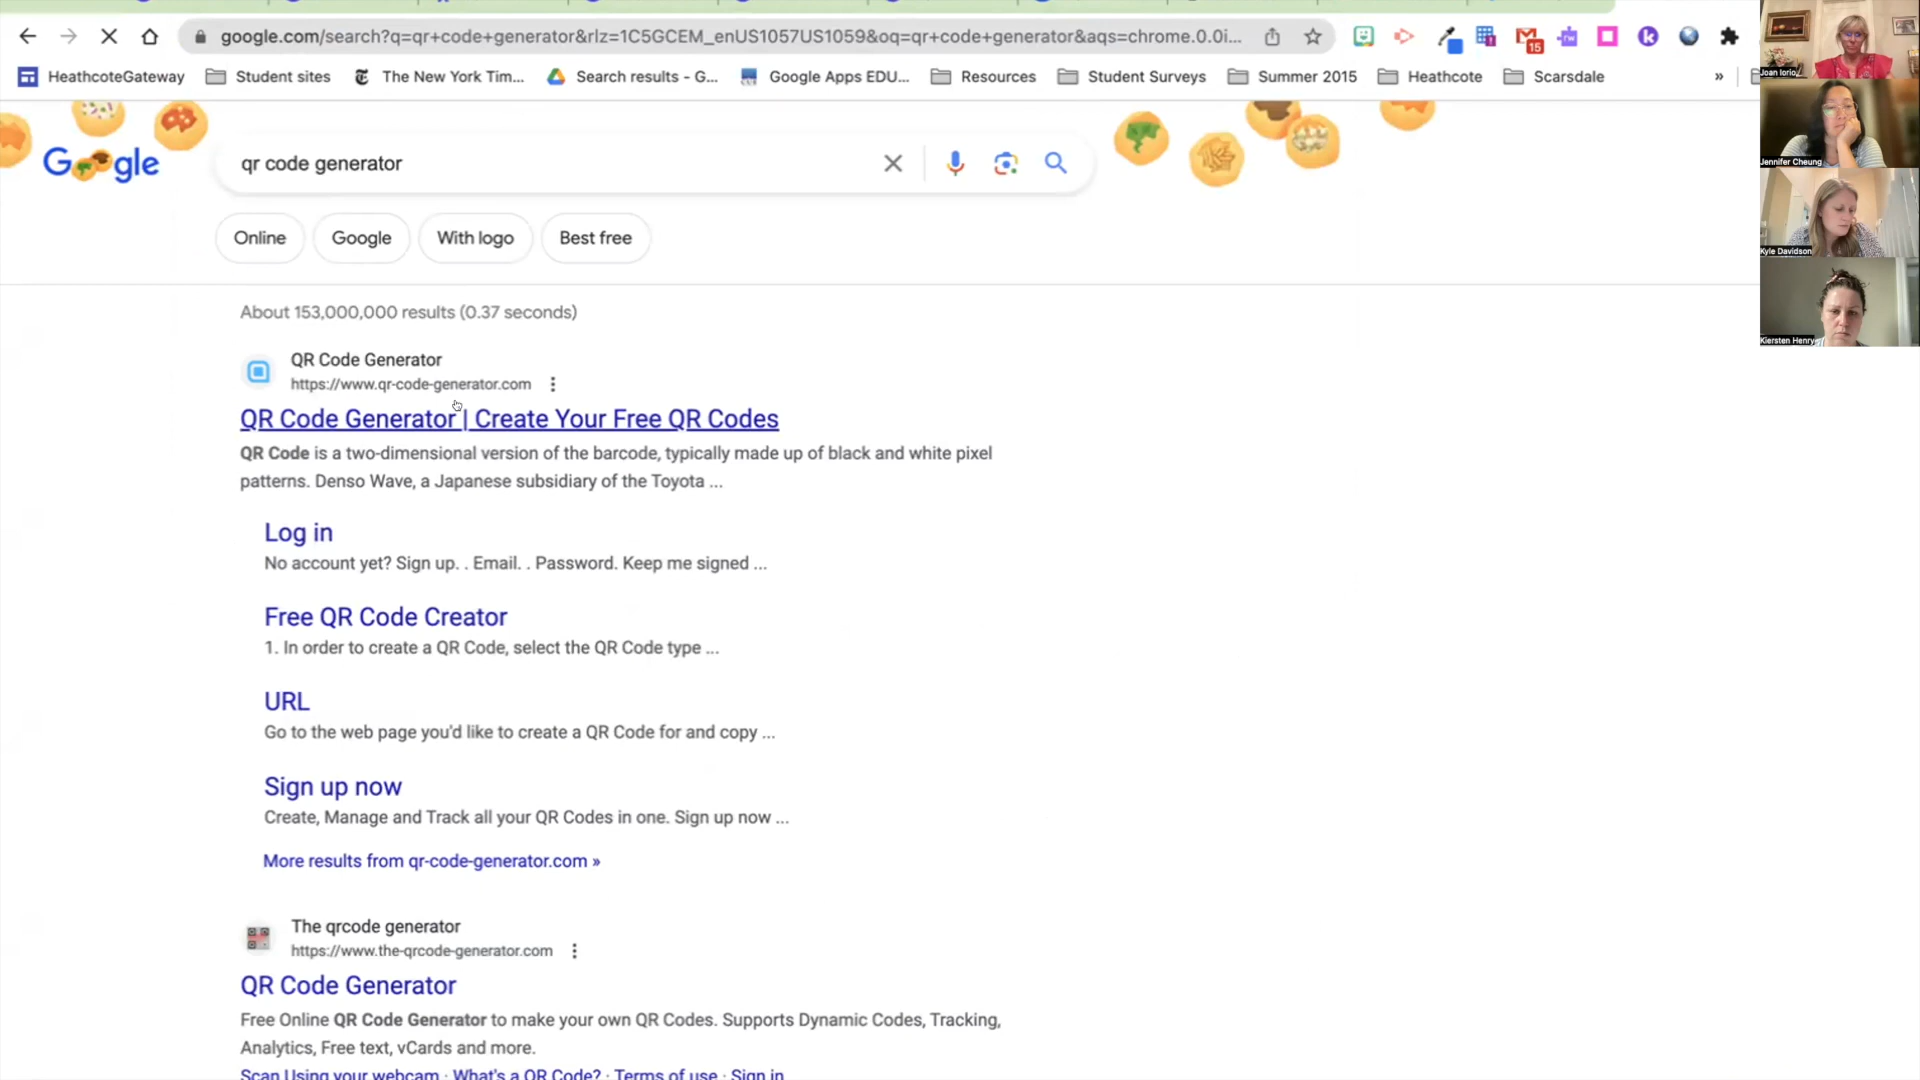 google.com/search?q=qr+code+generator&rlz=1C5GCEM_enUS1057US1059&oq=qr+code+generator&aqs=chrome.0.0i...
15
HeathcoteGateway
Student sites
The New York Tim...
Search results - G...
Google Apps EDU...
Resources
Student Surveys
Summer 2015
Heathcote
Scarsdale
»
Google
qr code generator
Online
Google
With logo
Best free
About 153,000,000 results (0.37 seconds)
QR Code Generator
https://www.qr-code-generator.com
QR Code Generator | Create Your Free QR Codes
QR Code is a two-dimensional version of the barcode, typically made up of black and white pixel
patterns. Denso Wave, a Japanese subsidiary of the Toyota ...
Log in
No account yet? Sign up. . Email. . Password. Keep me signed ...
Free QR Code Creator
1. In order to create a QR Code, select the QR Code type ...
URL
Go to the web page you'd like to create a QR Code for and copy ...
Sign up now
Create, Manage and Track all your QR Codes in one. Sign up now ...
More results from qr-code-generator.com »
The qrcode generator
https://www.the-qrcode-generator.com
QR Code Generator
Free Online QR Code Generator to make your own QR Codes. Supports Dynamic Codes, Tracking,
Analytics, Free text, vCards and more.
Scan Using your webcam · What's a QR Code? · Terms of use · Sign in
Joan Iorio
Jennifer Cheung
Kyle Davidson
Kiersten Henry